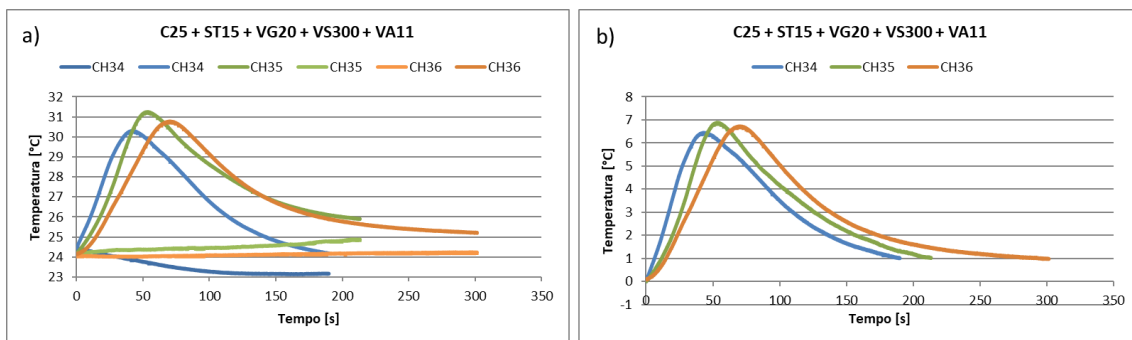 a)
C25 + ST15 + VG20 + VS300 + VA11
CH34 CH34 CH35 CH35 CH36 CH36
Temperatura [°C]
32
31
30
29
28
27
26
25
24
23
0 50 100 150 200 250 300 350
Tempo [s]
b)
C25 + ST15 + VG20 + VS300 + VA11
CH34 CH35 CH36
Temperatura [°C]
8
7
6
5
4
3
2
1
0
-1
0 50 100 150 200 250 300 350
Tempo [s]